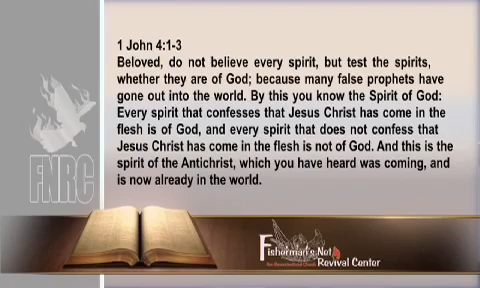 1 John 4:1-3
Beloved, do not believe every spirit, but test the spirits,
whether they are of God; because many false prophets have
gone out into the world. By this you know the Spirit of God:
Every spirit that confesses that Jesus Christ has come in the
flesh is of God, and every spirit that does not confess that
Jesus Christ has come in the flesh is not of God. And this is the
spirit of the Antichrist, which you have heard was coming, and
is now already in the world.
FNRC
Fisherman's Net
Revival Center